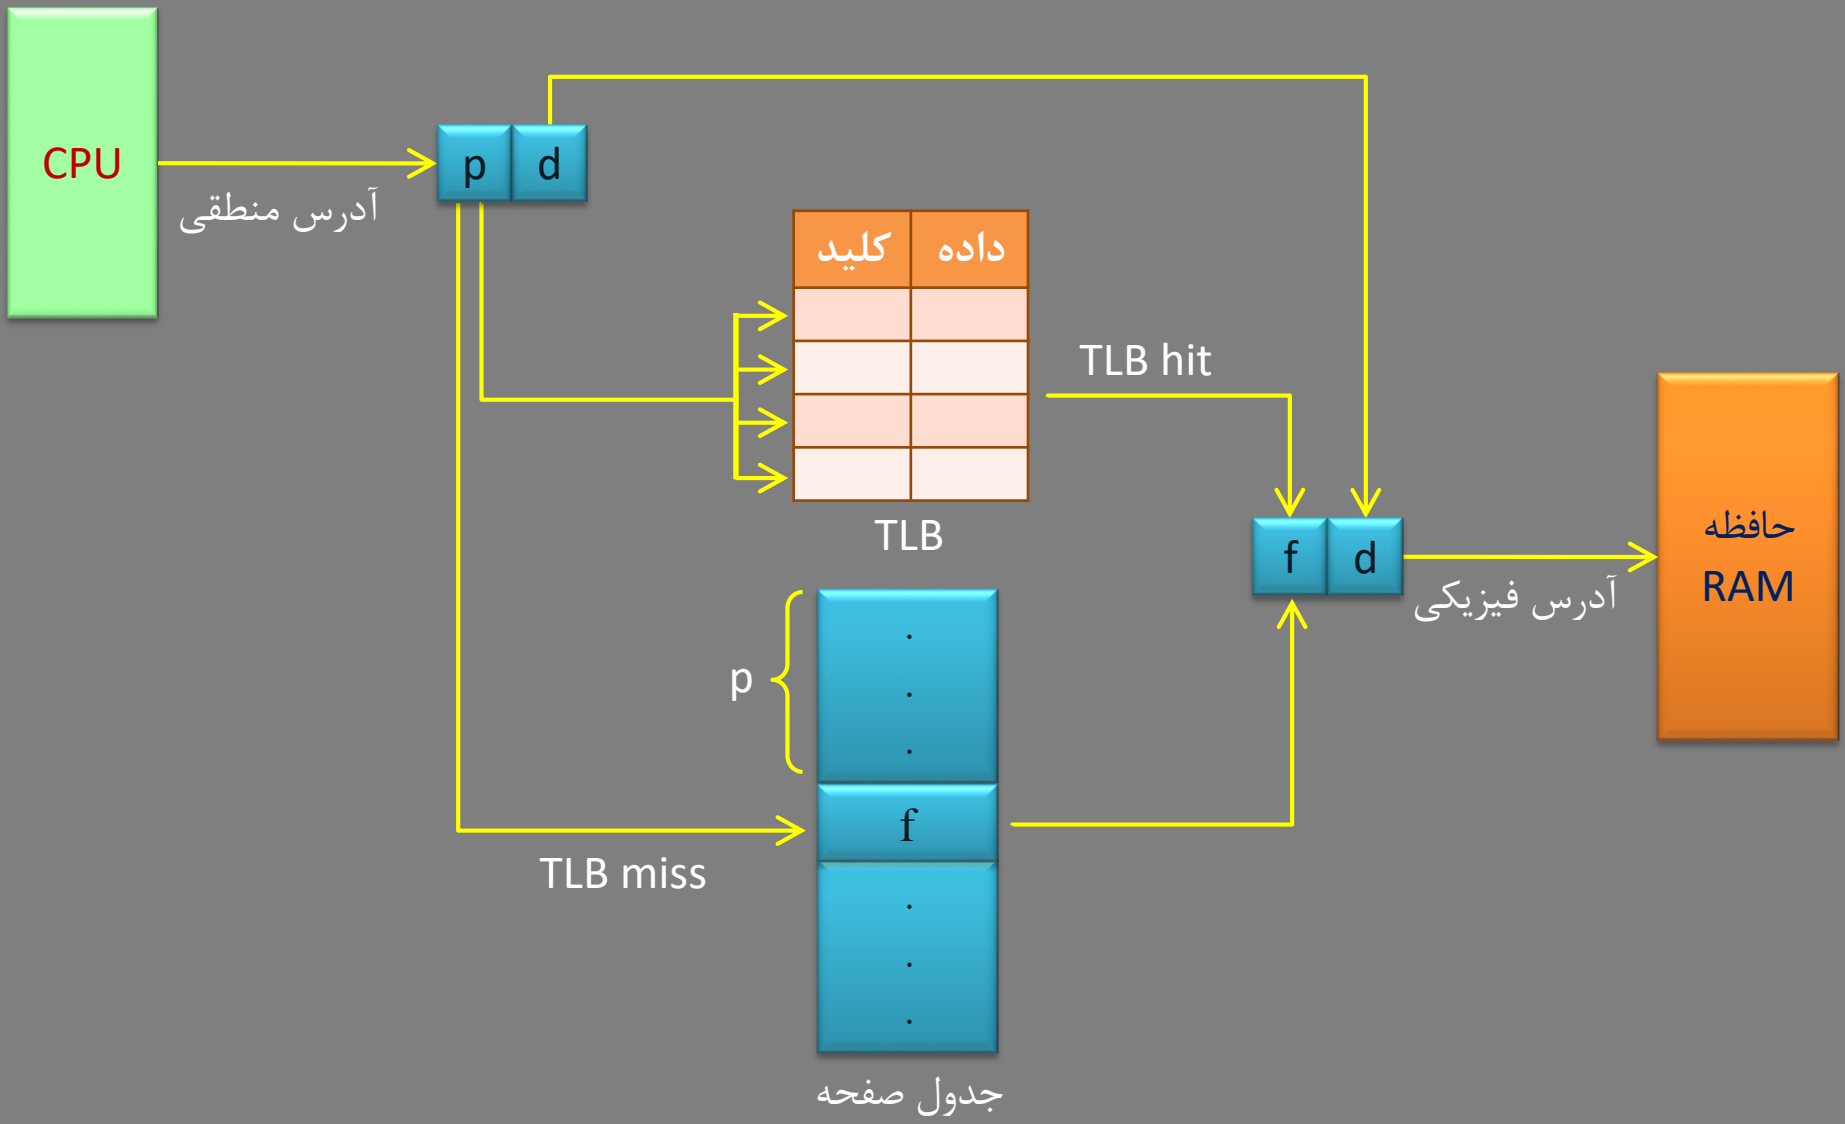 CPU
آدرس منطقی
p d
کلید داده
TLB hit
TLB
f d
آدرس فیزیکی
حافظه
RAM
p
.
.
.
f
TLB miss
.
.
.
جدول صفحه